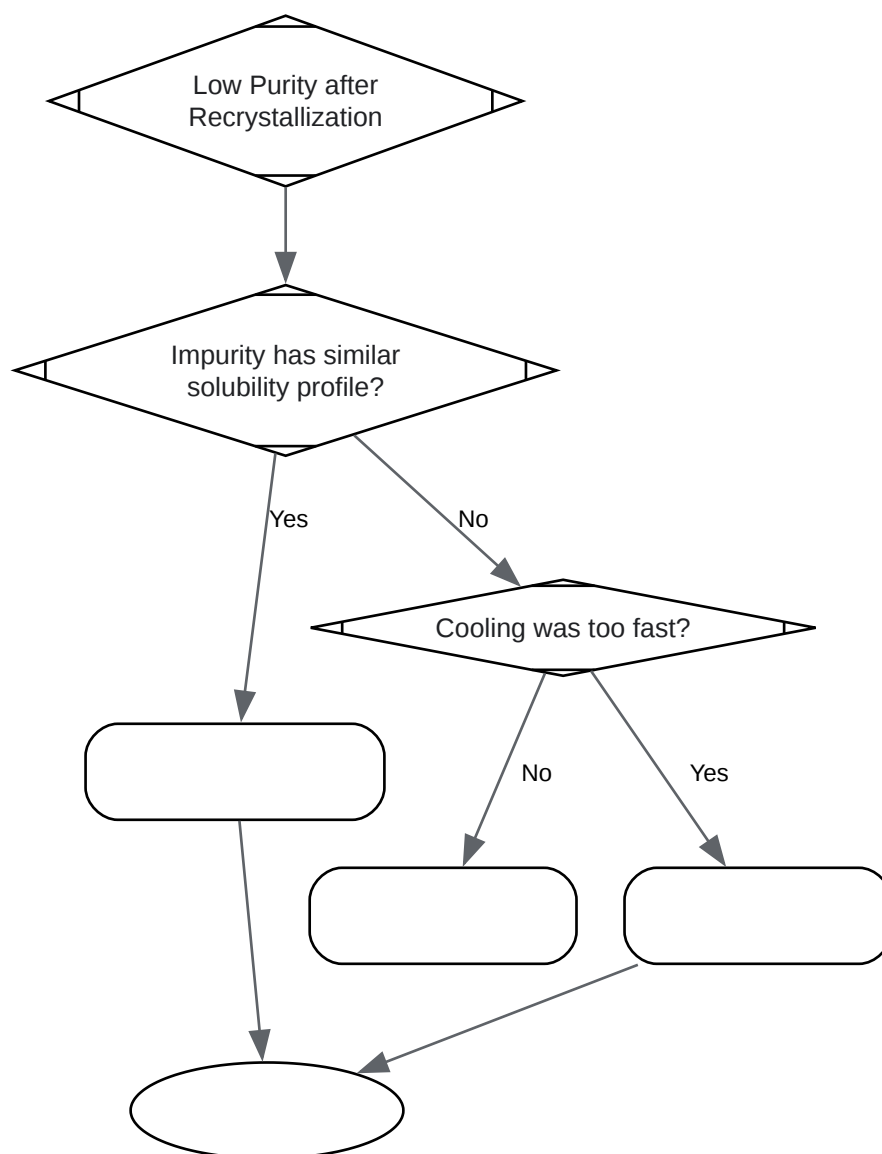 Low Purity after
Recrystallization
Impurity has similar
solubility profile?
Yes
No
Cooling was too fast?
No
Yes